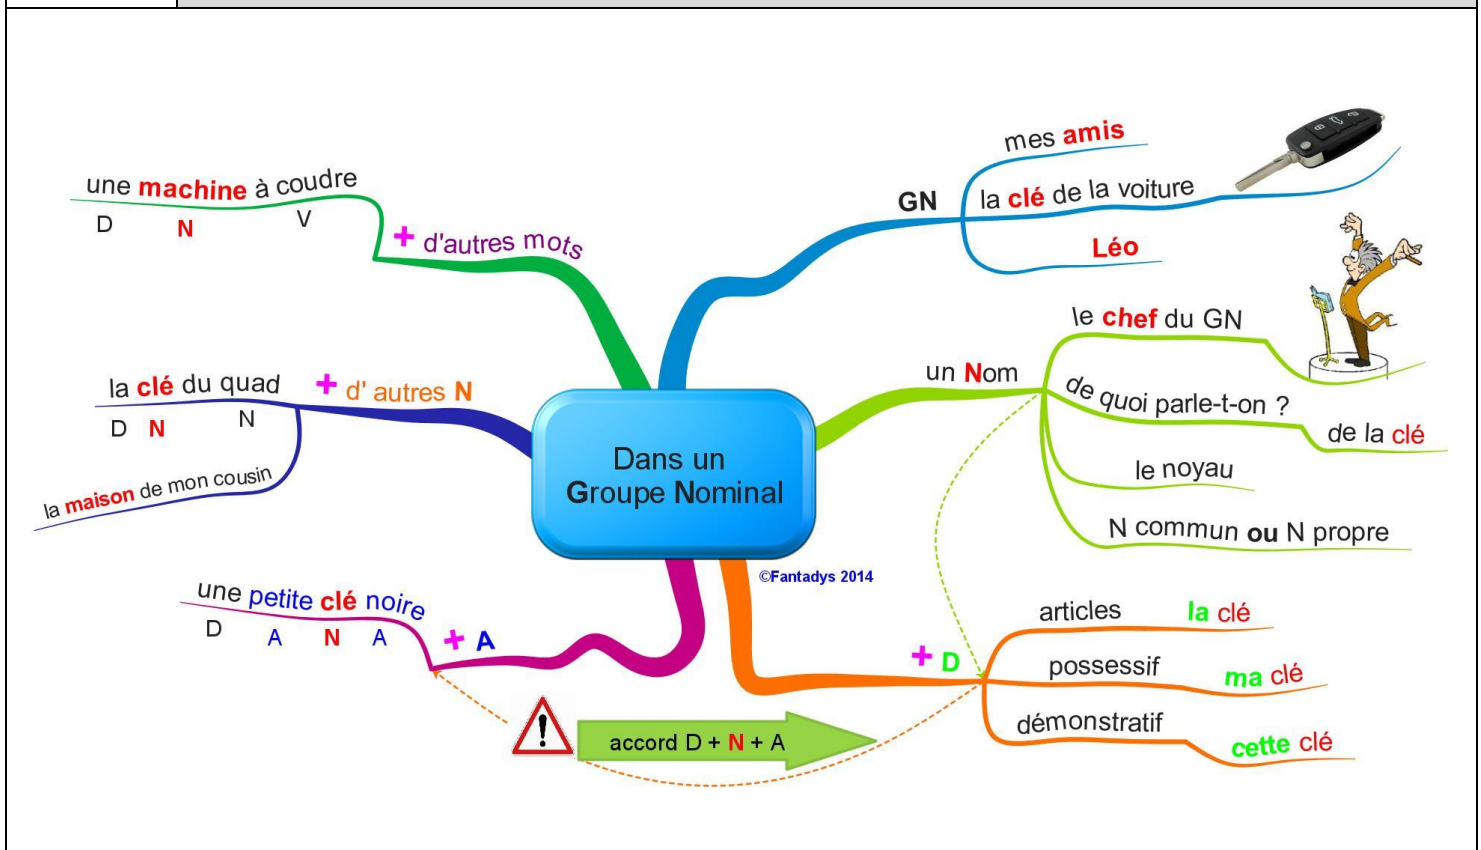 Dans un
Groupe Nominal
©Fantadys 2014
GN
mes amis
la clé de la voiture
Léo
un Nom
le chef du GN
de quoi parle-t-on ?
de la clé
le noyau
N commun ou N propre
+ D
articles la clé
possessif ma clé
démonstratif cette clé
accord D + N + A
+ A
une petite clé noire
D A N A
+ d' autres N
la clé du quad
D N N
la maison de mon cousin
+ d'autres mots
une machine à coudre
D N V